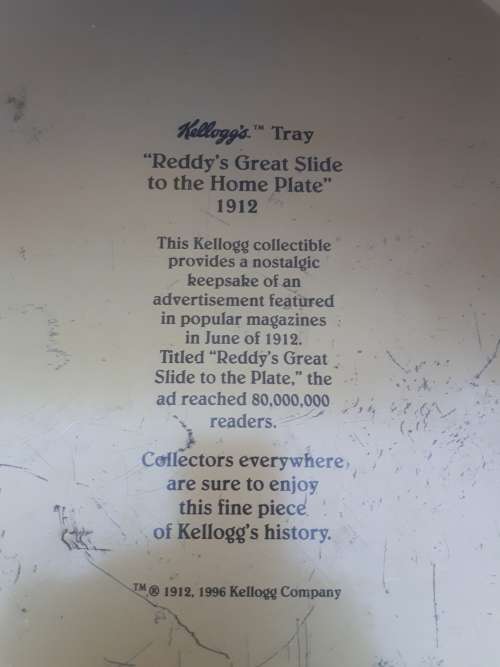 Kellogg's™ Tray
“Reddy's Great Slide
to the Home Plate”
1912
This Kellogg collectible
provides a nostalgic
keepsake of an
advertisement featured
in popular magazines
in June of 1912.
Titled “Reddy's Great
Slide to the Plate,” the
ad reached 80,000,000
readers.
Collectors everywhere
are sure to enjoy
this fine piece
of Kellogg's history.
™® 1912, 1996 Kellogg Company